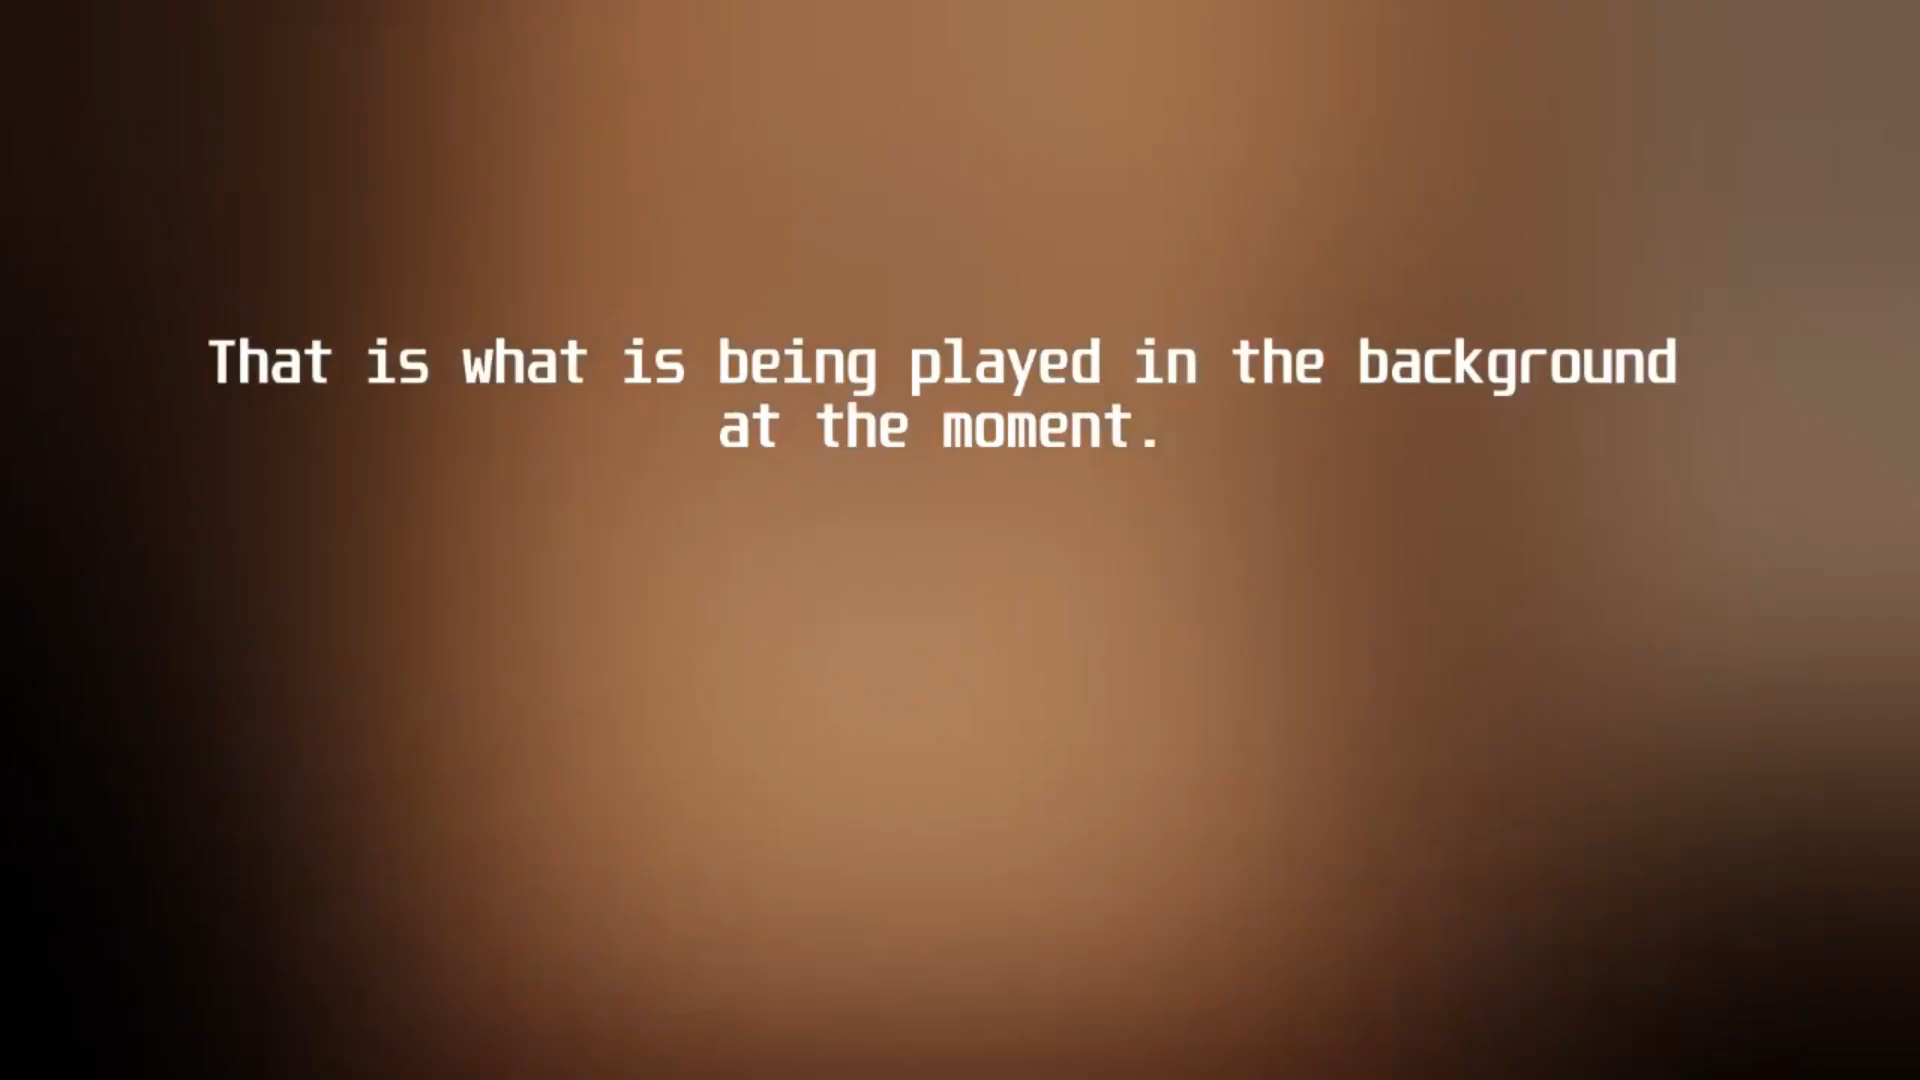 That is what is being played in the background
at the moment.